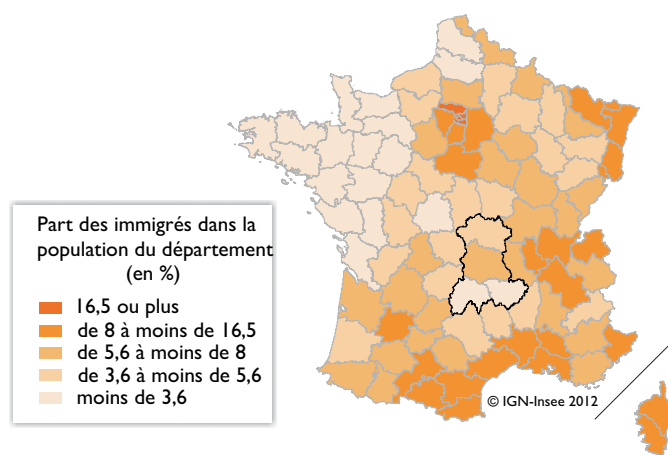 Part des immigrés dans la
population du département
(en %)
16,5 ou plus
de 8 à moins de 16,5
de 5,6 à moins de 8
de 3,6 à moins de 5,6
moins de 3,6
© IGN-Insee 2012